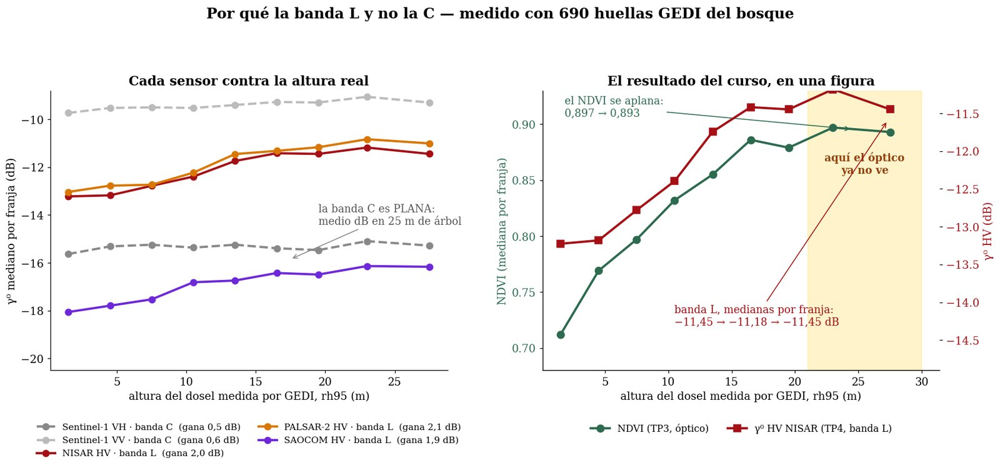 Por qué la banda L y no la C — medido con 690 huellas GEDI del bosque
Cada sensor contra la altura real
γ⁰ mediano por franja (dB)
−10
−12
−14
−16
−18
−20
la banda C es PLANA:
medio dB en 25 m de árbol
5
10
15
20
25
altura del dosel medida por GEDI, rh95 (m)
Sentinel-1 VH · banda C  (gana 0,5 dB)
Sentinel-1 VV · banda C  (gana 0,6 dB)
NISAR HV · banda L  (gana 2,0 dB)
PALSAR-2 HV · banda L  (gana 2,1 dB)
SAOCOM HV · banda L  (gana 1,9 dB)
El resultado del curso, en una figura
NDVI (mediana por franja)
0.90
0.85
0.80
0.75
0.70
el NDVI se aplana:
0,897 → 0,893
aquí el óptico
ya no ve
banda L, medianas por franja:
−11,45 → −11,18 → −11,45 dB
−11.5
−12.0
−12.5
−13.0
−13.5
−14.0
−14.5
γ⁰ HV (dB)
5
10
15
20
25
30
altura del dosel medida por GEDI, rh95 (m)
NDVI (TP3, óptico)
γ⁰ HV NISAR (TP4, banda L)